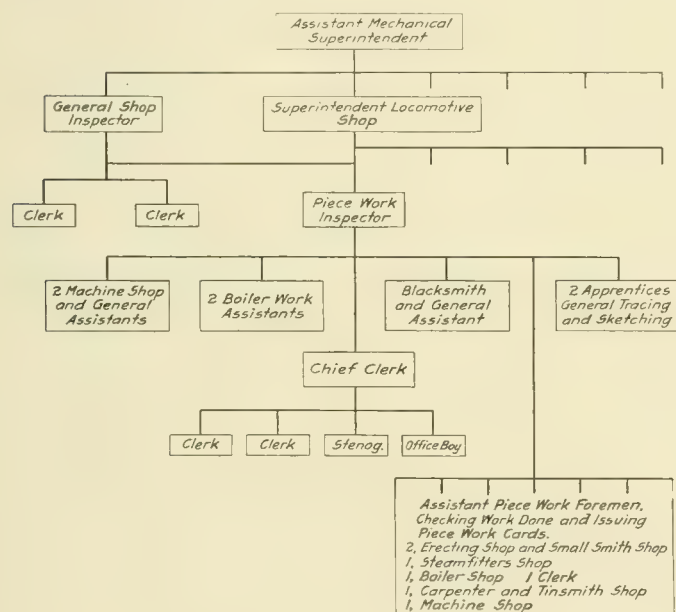 Assistant Mechanical
Superintendent
General Shop
Inspector
Superintendent Locomotive
Shop
Clerk
Clerk
Piece Work
Inspector
2 Machine Shop
and General
Assistants
2 Boiler Work
Assistants
Blacksmith
and General
Assistant
2 Apprentices
General Tracing
and Sketching
Chief Clerk
Clerk
Clerk
Stenog.
Office Boy
Assistant Piece Work Foremen,
Checking Work Done and Issuing
Piece Work Cards.
2, Erecting Shop and Small Smith Shop
1, Steamfitters Shop
1, Boiler Shop 1 Clerk
1, Carpenter and Tinsmith Shop
1, Machine Shop